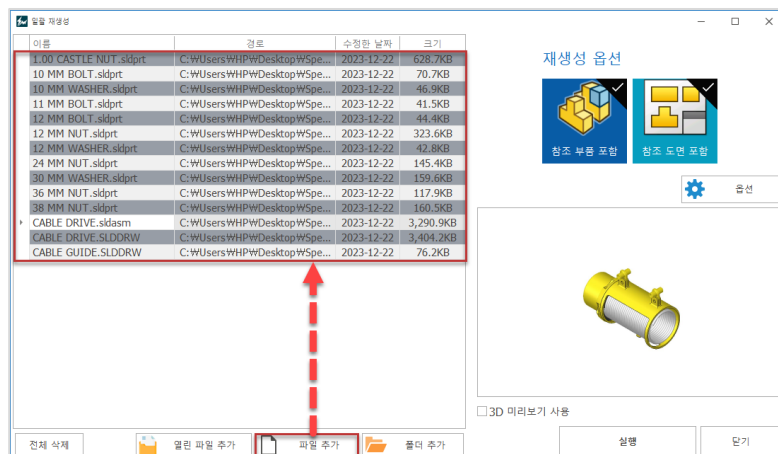 일괄 재생성
이름 경로 수정한 날짜 크기
1.00 CASTLE NUT.sldprt C:₩Users₩HP₩Desktop₩Spe... 2023-12-22 628.7KB
10 MM BOLT.sldprt C:₩Users₩HP₩Desktop₩Spe... 2023-12-22 70.7KB
10 MM WASHER.sldprt C:₩Users₩HP₩Desktop₩Spe... 2023-12-22 46.9KB
11 MM BOLT.sldprt C:₩Users₩HP₩Desktop₩Spe... 2023-12-22 41.5KB
12 MM BOLT.sldprt C:₩Users₩HP₩Desktop₩Spe... 2023-12-22 44.4KB
12 MM NUT.sldprt C:₩Users₩HP₩Desktop₩Spe... 2023-12-22 323.6KB
12 MM WASHER.sldprt C:₩Users₩HP₩Desktop₩Spe... 2023-12-22 42.8KB
24 MM NUT.sldprt C:₩Users₩HP₩Desktop₩Spe... 2023-12-22 145.4KB
30 MM WASHER.sldprt C:₩Users₩HP₩Desktop₩Spe... 2023-12-22 159.6KB
36 MM NUT.sldprt C:₩Users₩HP₩Desktop₩Spe... 2023-12-22 117.9KB
38 MM NUT.sldprt C:₩Users₩HP₩Desktop₩Spe... 2023-12-22 160.5KB
CABLE DRIVE.sldasm C:₩Users₩HP₩Desktop₩Spe... 2023-12-22 3,290.9KB
CABLE DRIVE.SLDDRW C:₩Users₩HP₩Desktop₩Spe... 2023-12-22 3,404.2KB
CABLE GUIDE.SLDDRW C:₩Users₩HP₩Desktop₩Spe... 2023-12-22 76.2KB
전체 삭제 열린 파일 추가 파일 추가 폴더 추가
재생성 옵션
참조 부품 포함 참조 도면 포함
옵션
3D 미리보기 사용
실행 닫기